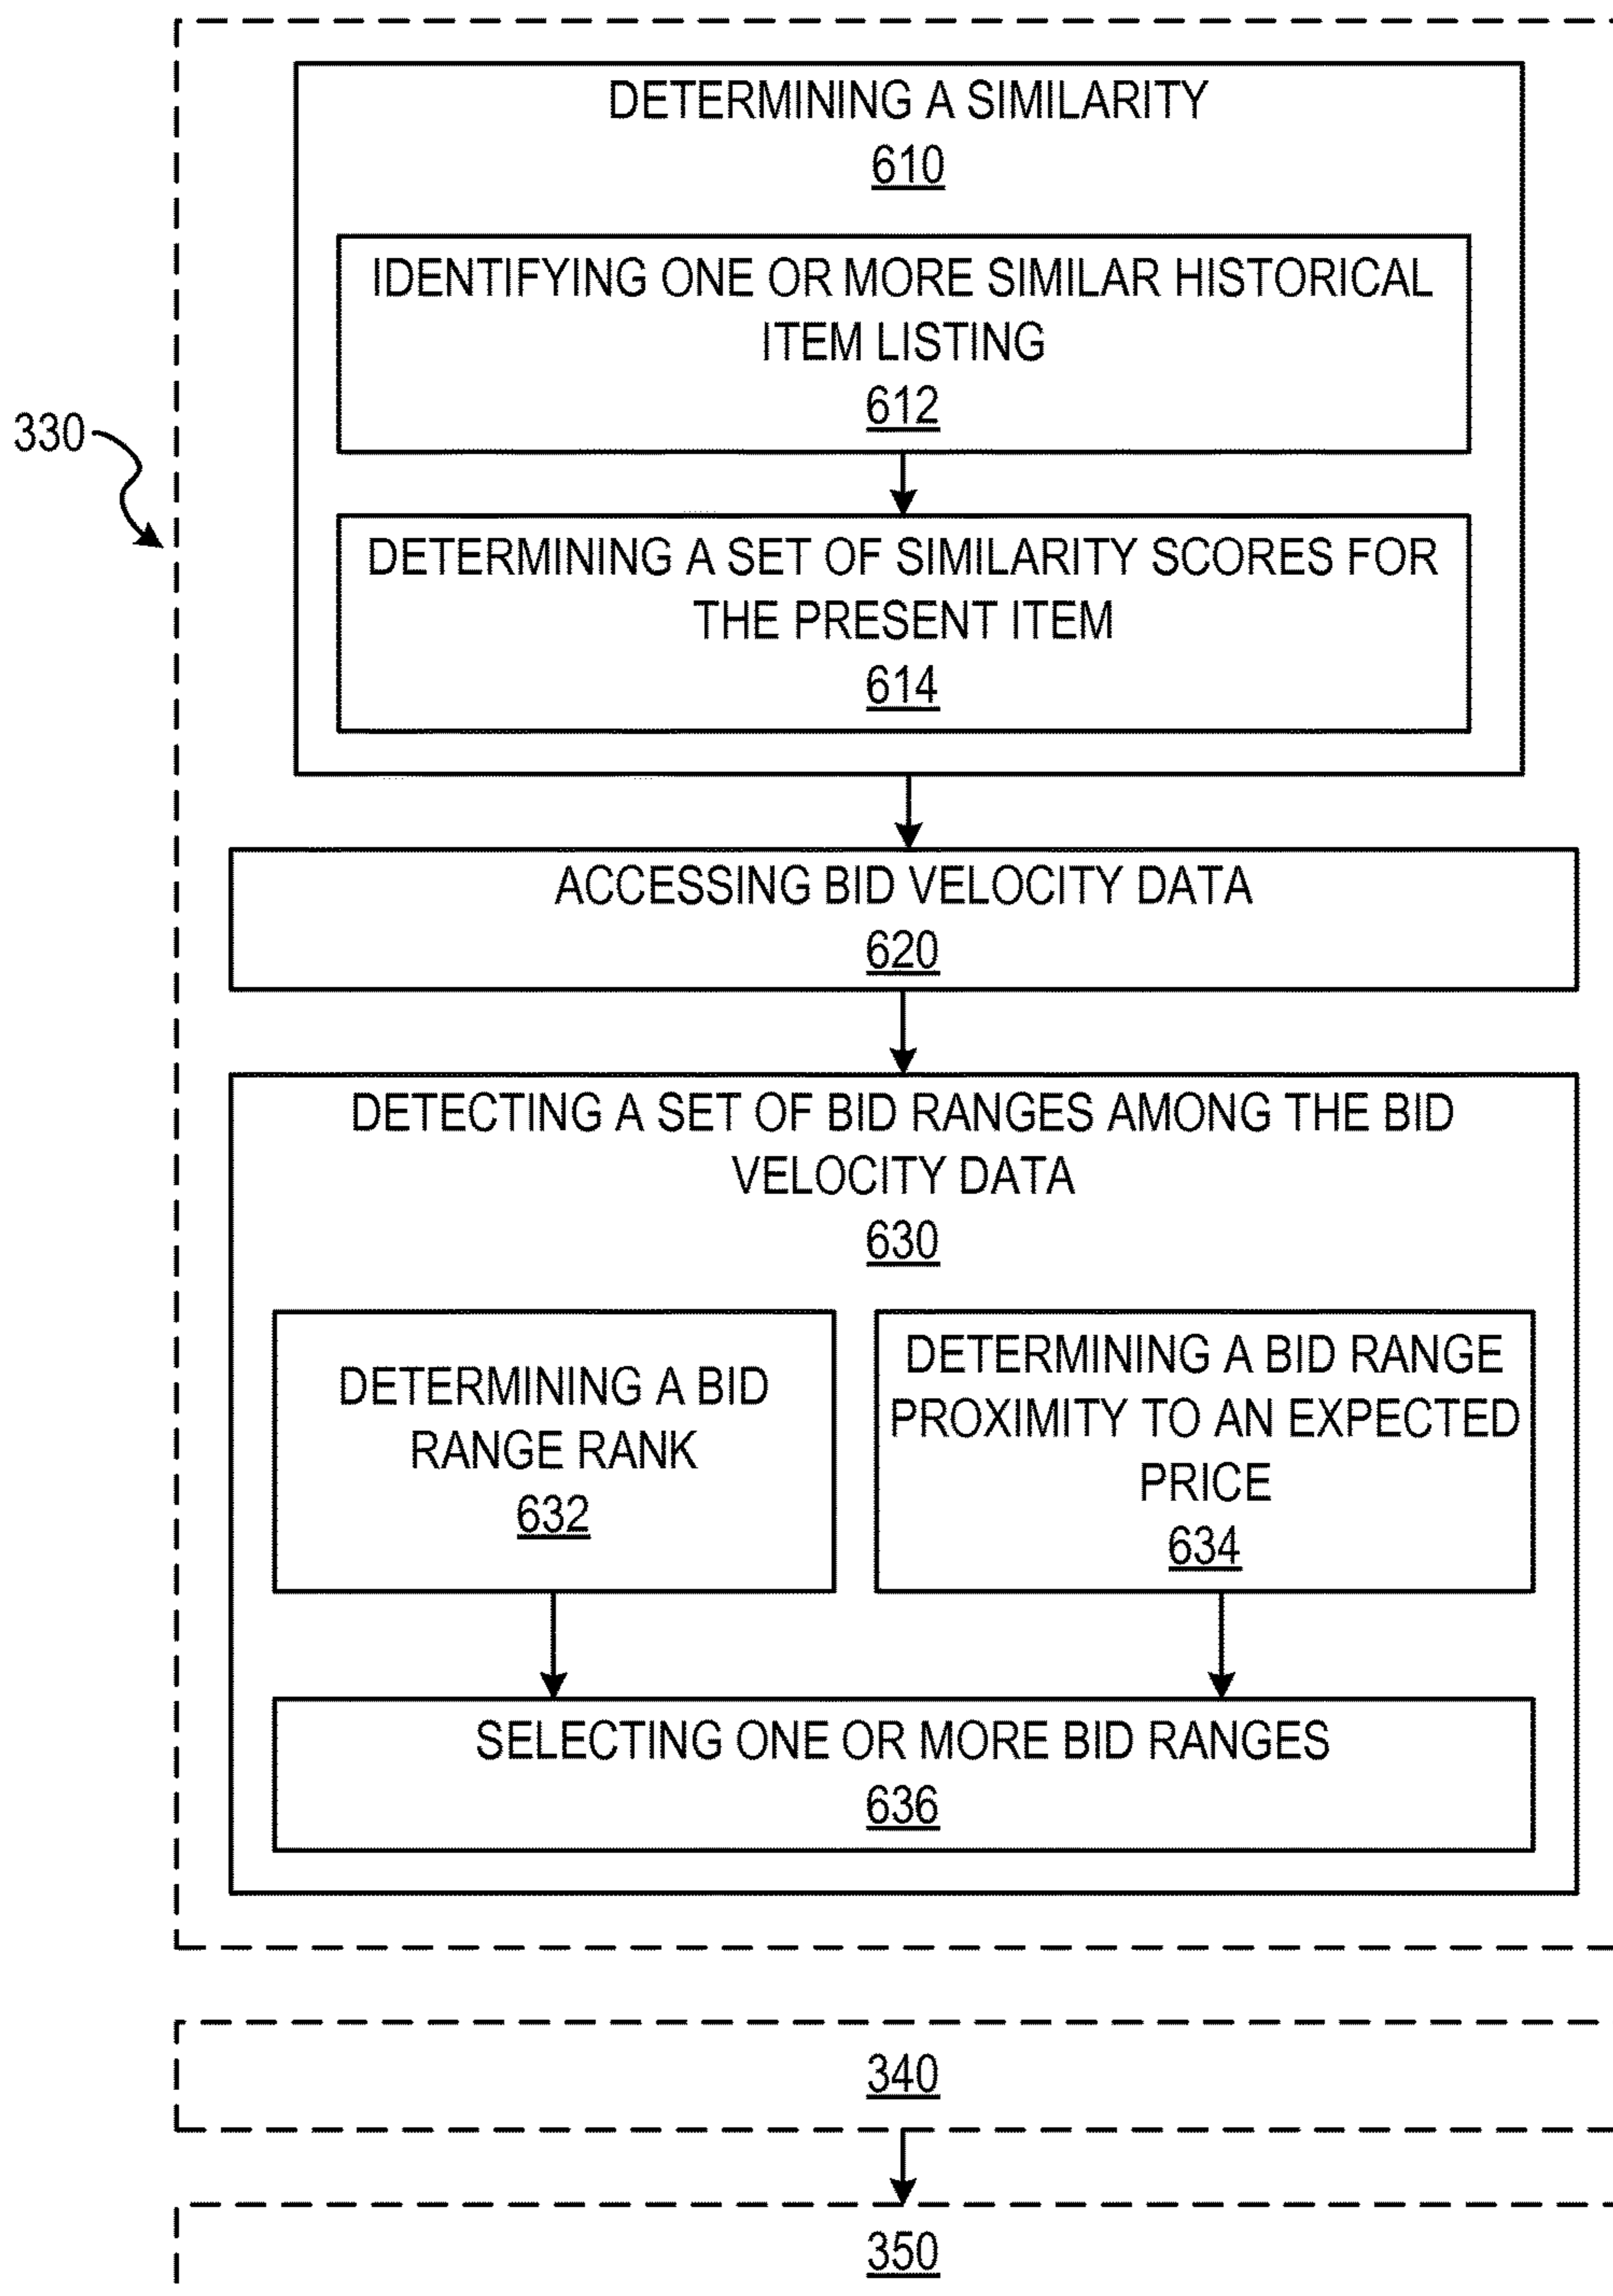 DETERMINING A SIMILARITY
610
IDENTIFYING ONE OR MORE SIMILAR HISTORICAL
ITEM LISTING
612
330
DETERMINING A SET OF SIMILARITY SCORES FOR
THE PRESENT ITEM
614
ACCESSING BID VELOCITY DATA
620
DETECTING A SET OF BID RANGES AMONG THE BID
VELOCITY DATA
630
DETERMINING A BID
RANGE RANK
632
DETERMINING A BID RANGE
PROXIMITY TO AN EXPECTED
PRICE
634
SELECTING ONE OR MORE BID RANGES
636
340
350